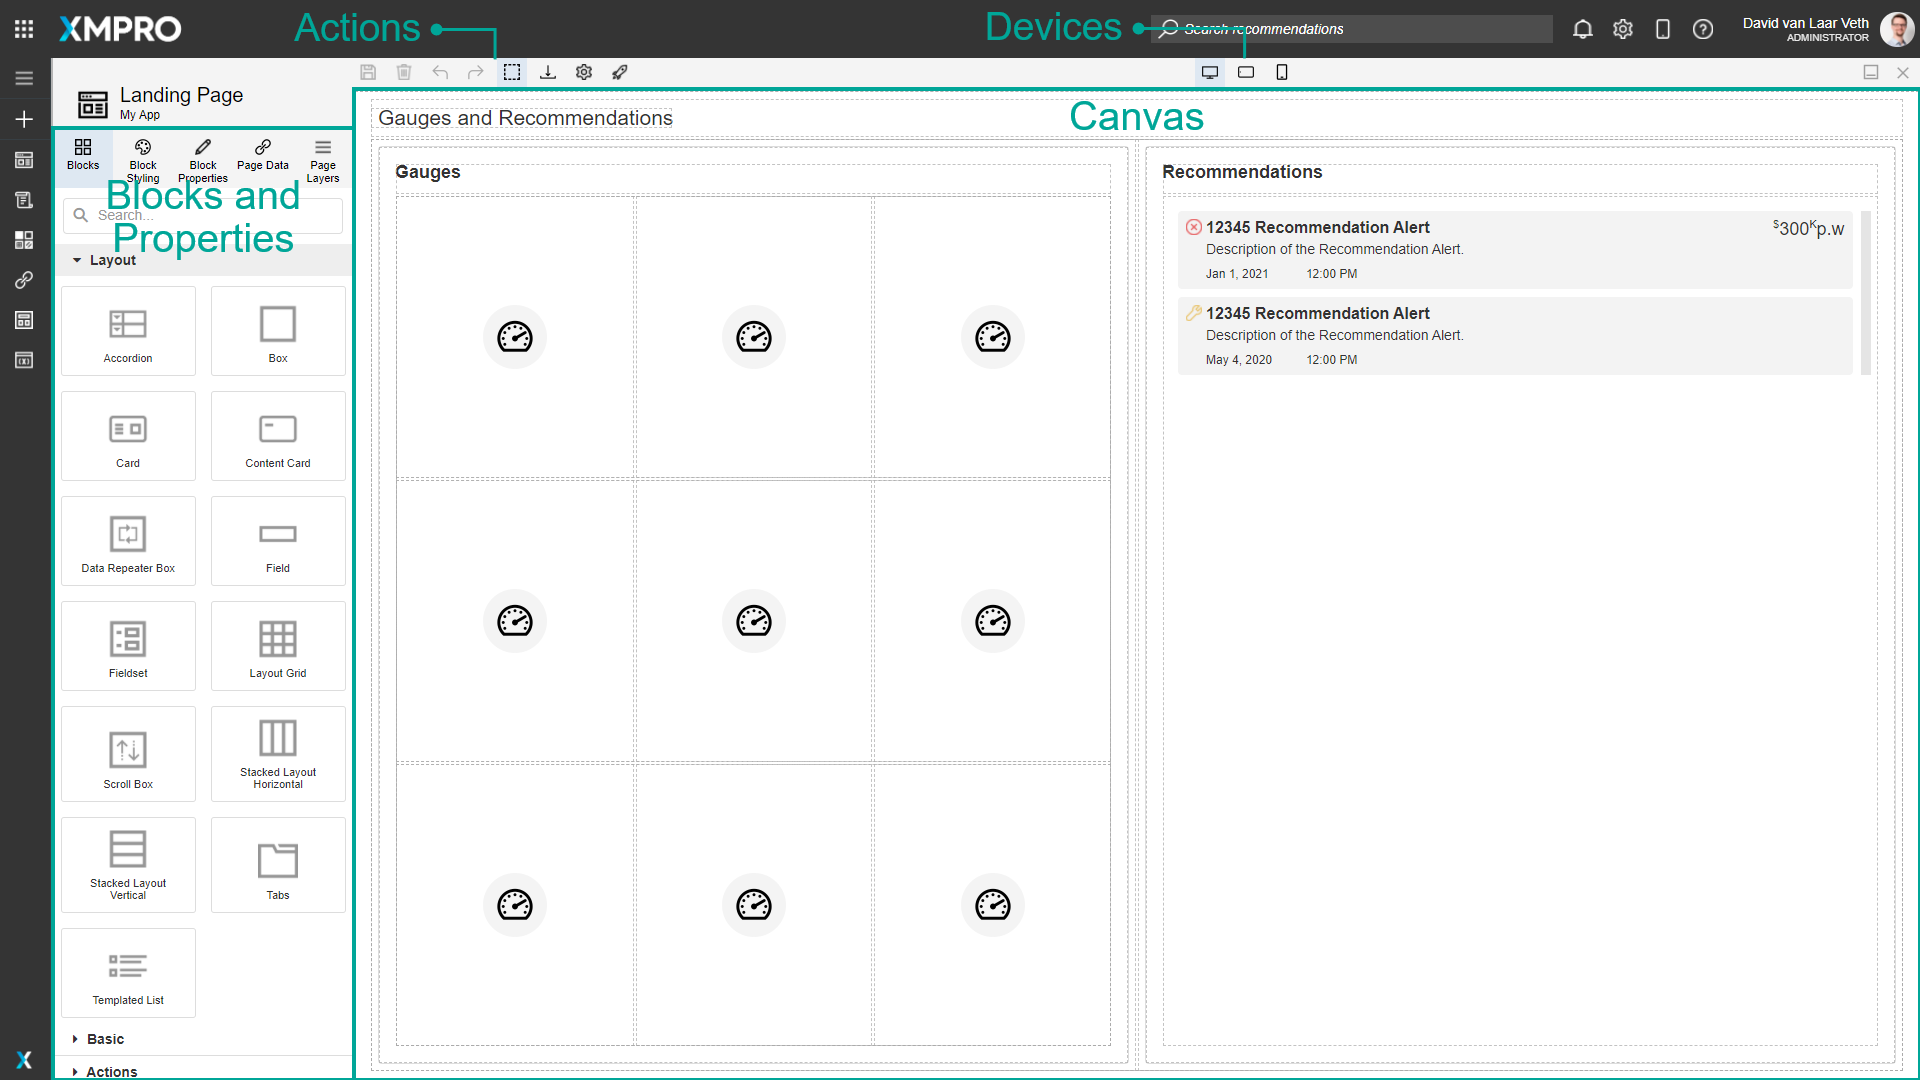 XMPRO
Actions
Devices
Search recommendations
David van Laar Veth
ADMINISTRATOR
Landing Page
My App
Blocks
Block
Styling
Block
Properties
Page Data
Page
Layers
Blocks and
Properties
Search...
Layout
Accordion
Box
Card
Content Card
Data Repeater Box
Field
Fieldset
Layout Grid
Scroll Box
Stacked Layout
Horizontal
Stacked Layout
Vertical
Tabs
Templated List
Basic
Actions
Canvas
Gauges and Recommendations
Gauges
Recommendations
12345 Recommendation Alert
$300Kp.w
Description of the Recommendation Alert.
Jan 1, 2021 12:00 PM
12345 Recommendation Alert
Description of the Recommendation Alert.
May 4, 2020 12:00 PM